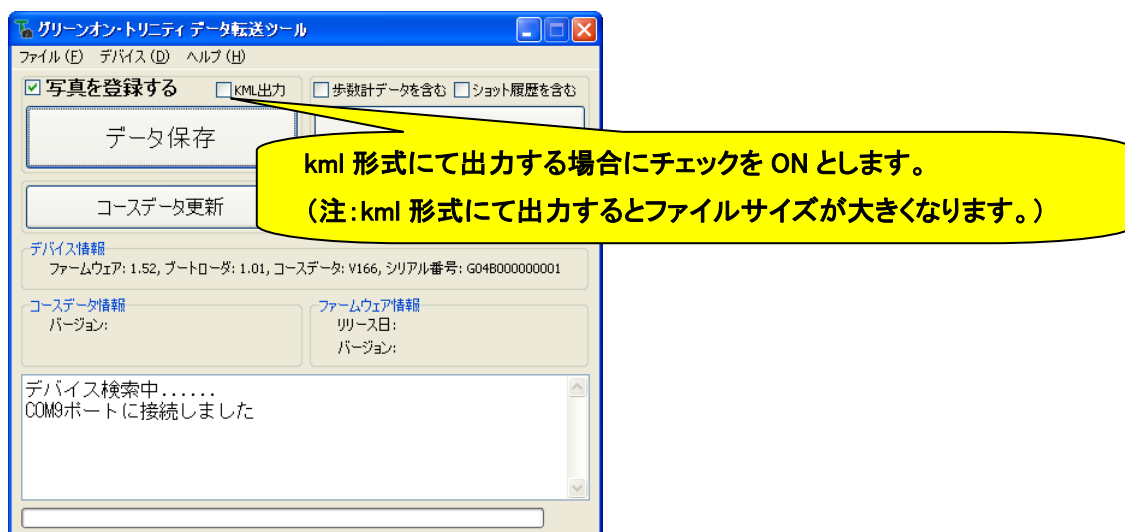 グリーンオン・トリニティ データ転送ツール
ファイル(F) デバイス(D) ヘルプ(H)
写真を登録する KML出力 歩数計データを含む ショット履歴を含む
データ保存
kml 形式にて出力する場合にチェックを ON とします。
（注：kml 形式にて出力するとファイルサイズが大きくなります。）
コースデータ更新
デバイス情報
ファームウェア: 1.52, ブートローダ: 1.01, コースデータ: V166, シリアル番号: G04B000000001
コースデータ情報
バージョン:
ファームウェア情報
リリース日:
バージョン:
デバイス検索中......
COM9ポートに接続しました